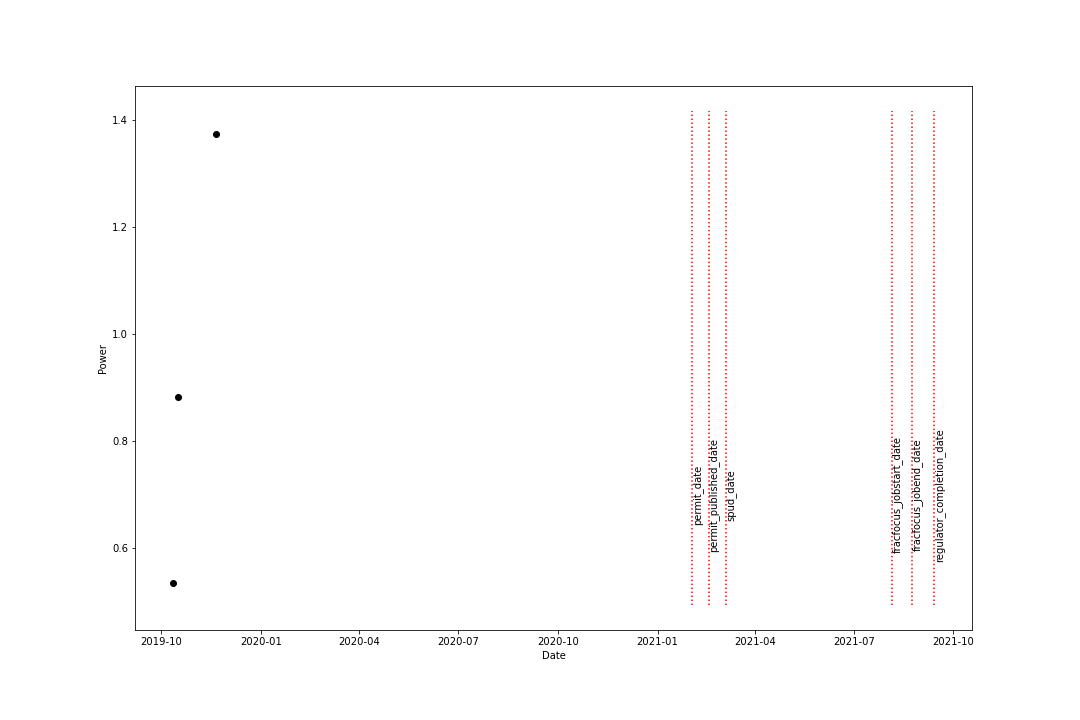 1.4
1.2
1.0
0.8
0.6
Power
permit_date
permit_published_date
spud_date
fracfocus_jobstart_date
fracfocus_jobend_date
regulator_completion_date
2019-10
2020-01
2020-04
2020-07
2020-10
2021-01
2021-04
2021-07
2021-10
Date